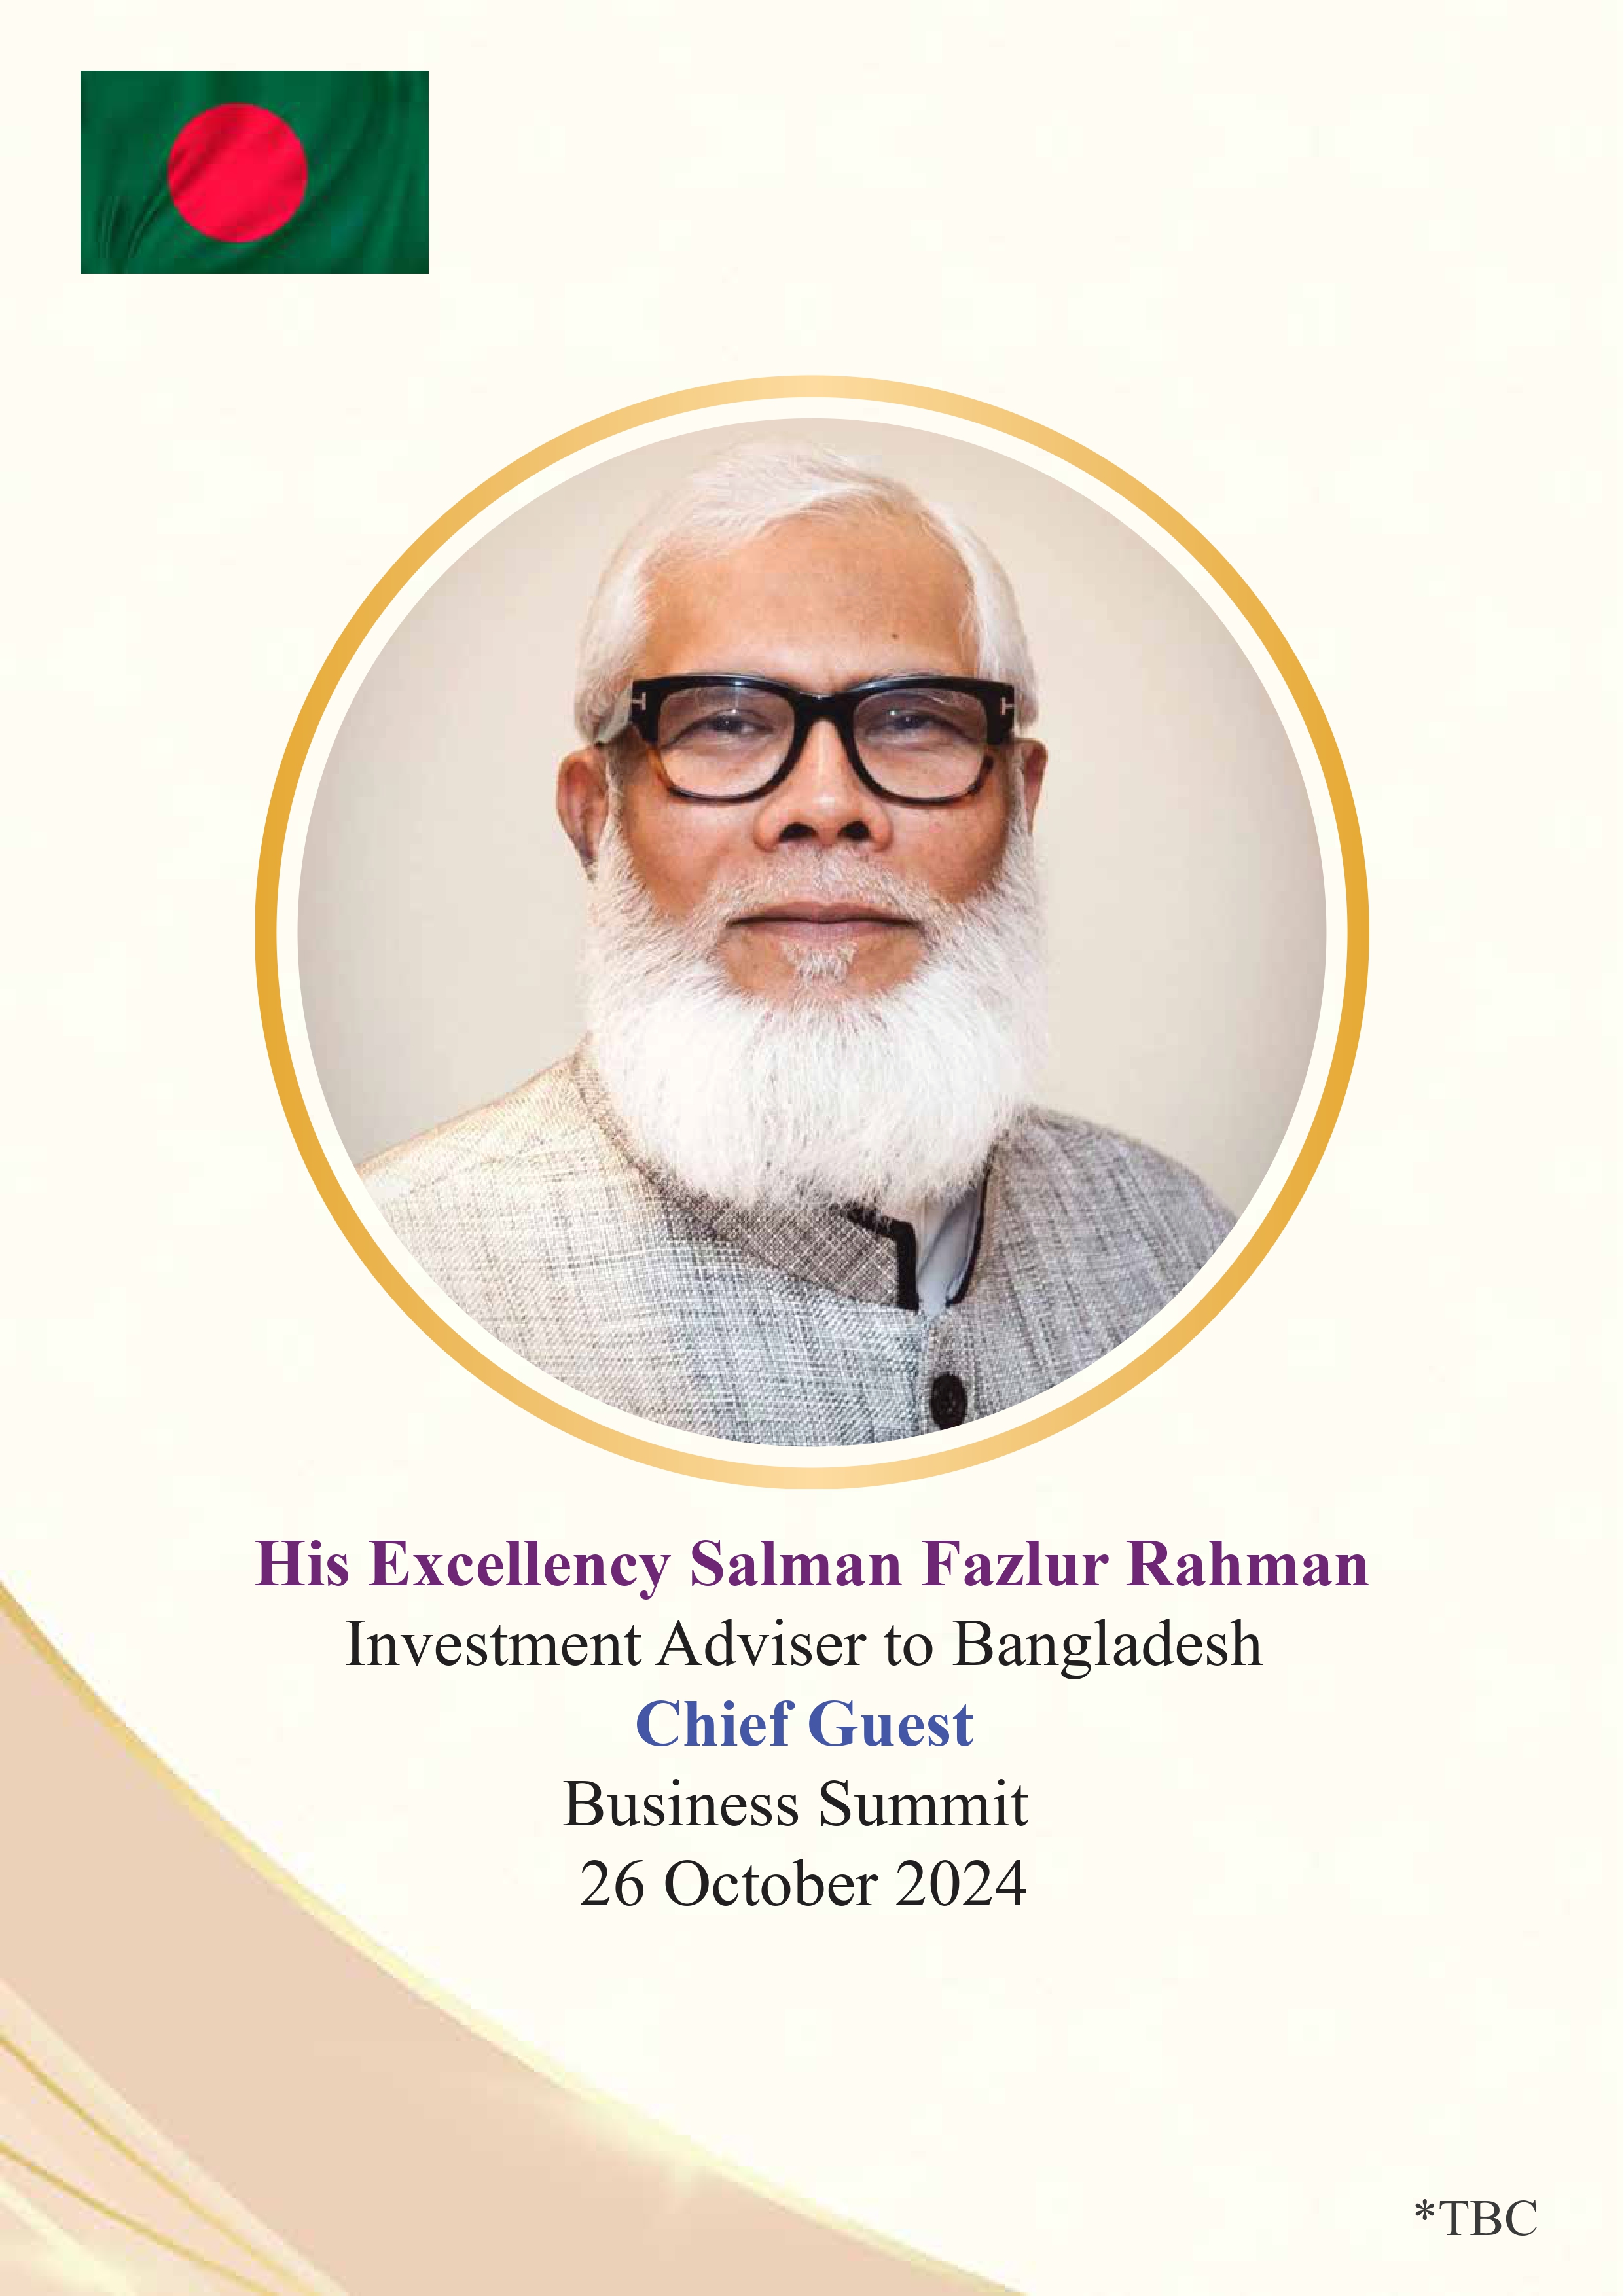 His Excellency Salman Fazlur Rahman
Investment Adviser to Bangladesh
Chief Guest
Business Summit
26 October 2024
*TBC